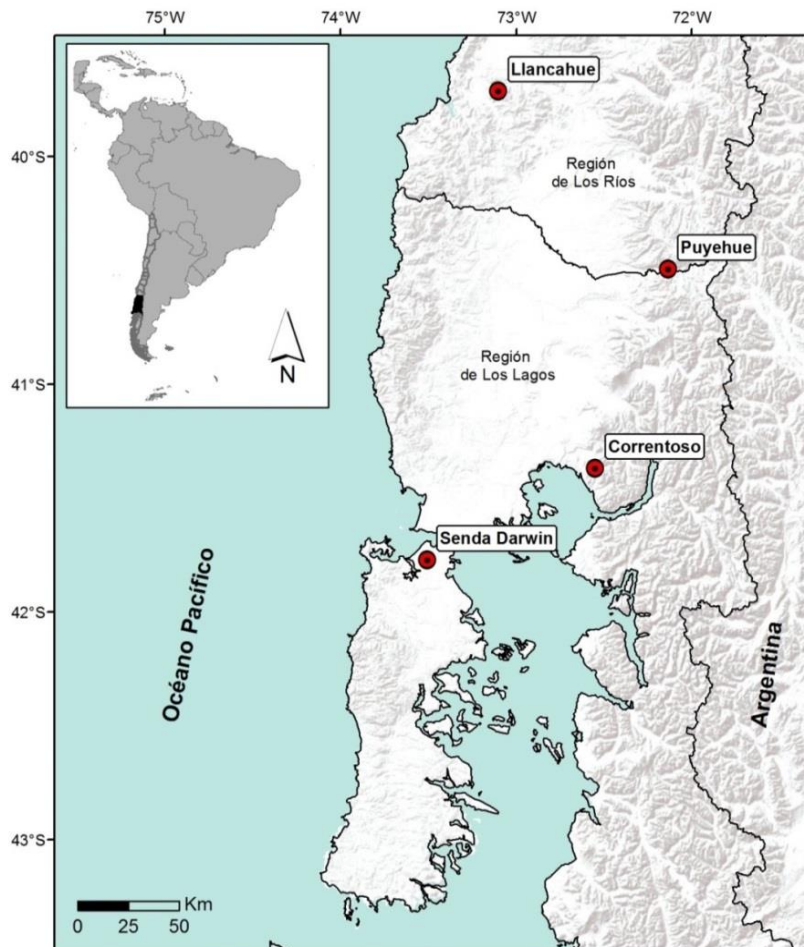 75°W 74°W 73°W 72°W
Llancahue
40°S
Región
de Los Ríos
Puyehue
N
41°S
Región
de Los Lagos
Correntoso
Senda Darwin
42°S
Océano Pacífico
Argentina
43°S
Km
0 25 50